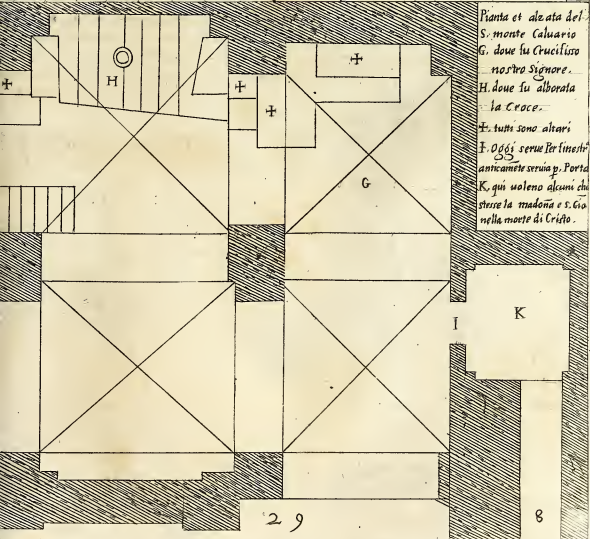 Pianta et alzata del
S. monte Caluario
G. doue fu Crucifisso
nostro Signore.
H. doue fu alborata
la Croce.
✠. tutti sono altari
I. Oggi serue Per finestr
anticamẽte seruia p. Porta
K. qui uoleno alcuni che
stesse la madoña e s. Gio
nella morte di Cristo.
✠
H
✠
✠
✠
G
I
K
29
8